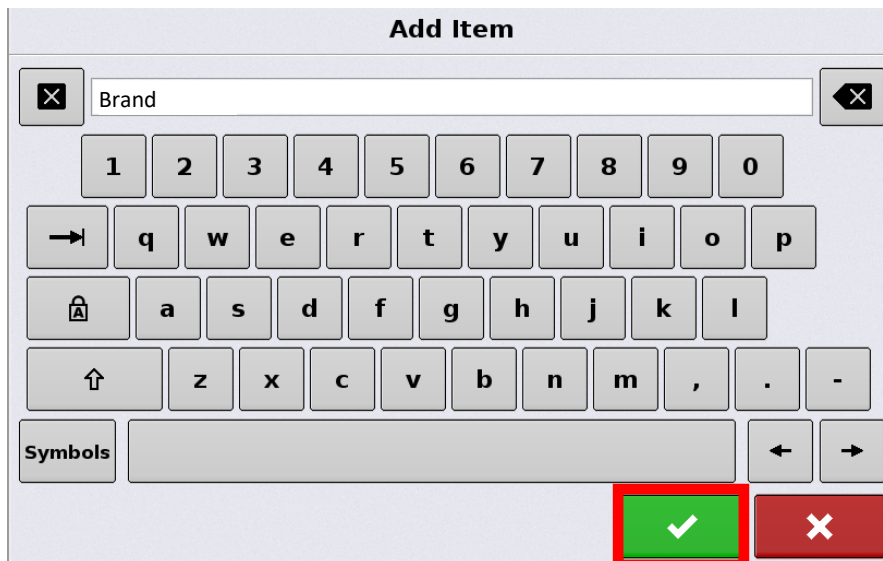 Add Item
Brand
1 2 3 4 5 6 7 8 9 0
q w e r t y u i o p
A a s d f g h j k l
z x c v b n m , . -
Symbols